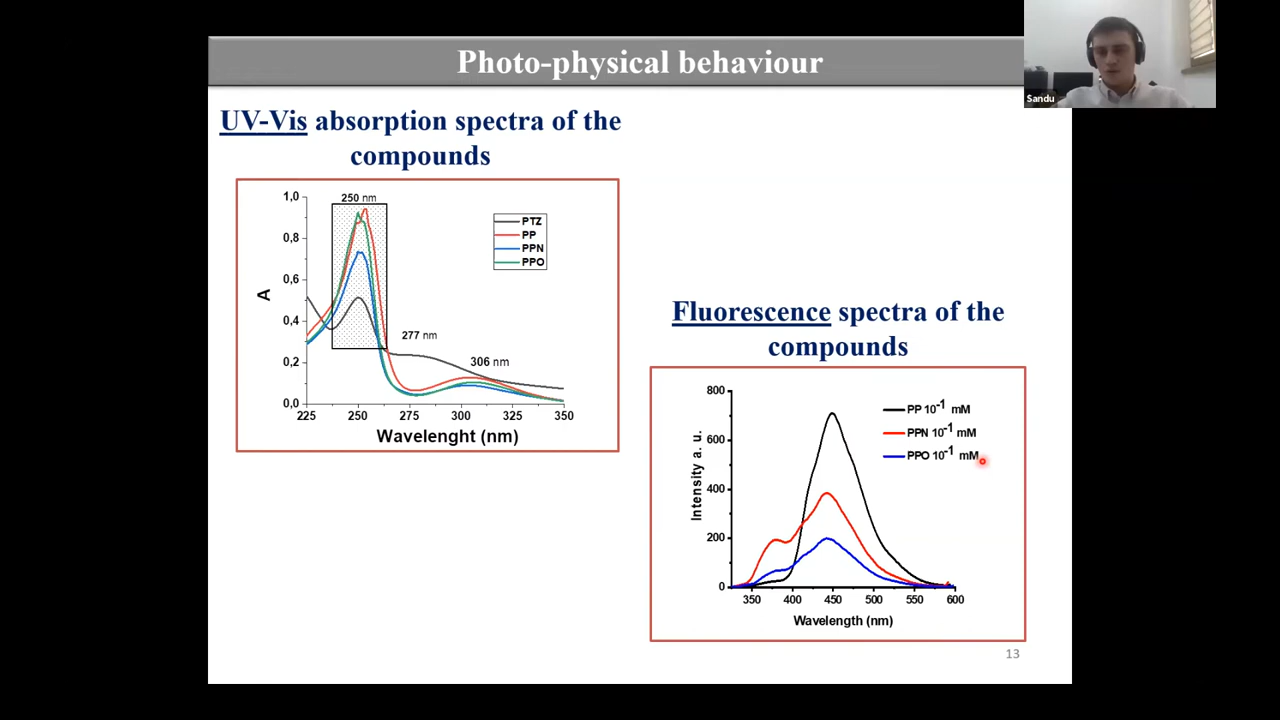 Photo-physical behaviour
Sandu
UV-Vis absorption spectra of the
compounds
250 nm
277 nm
306 nm
PTZ
PP
PPN
PPO
A
1,0
0,8
0,6
0,4
0,2
0,0
225 250 275 300 325 350
Wavelenght (nm)
Fluorescence spectra of the
compounds
PP 10⁻¹ mM
PPN 10⁻¹ mM
PPO 10⁻¹ mM
Intensity a. u.
800
600
400
200
0
350 400 450 500 550 600
Wavelength (nm)
13